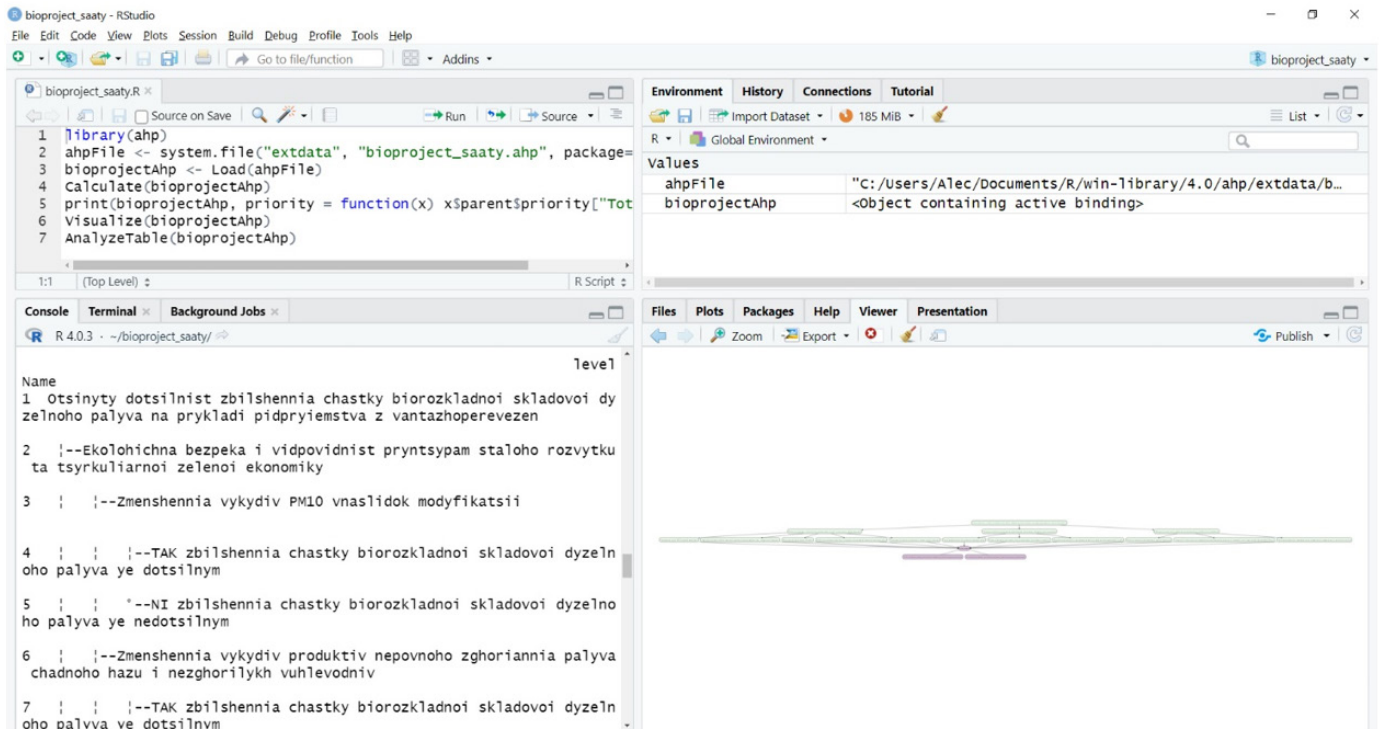 bioproject_saaty - RStudio
File Edit Code View Plots Session Build Debug Profile Tools Help
Go to file/function Addins bioproject_saaty
bioproject_saaty.R
Source on Save Run Source
1 library(ahp)
2 ahpFile <- system.file("extdata", "bioproject_saaty.ahp", package=
3 bioprojectAhp <- Load(ahpFile)
4 Calculate(bioprojectAhp)
5 print(bioprojectAhp, priority = function(x) x$parent$priority["Tot
6 Visualize(bioprojectAhp)
7 AnalyzeTable(bioprojectAhp)
1:1 (Top Level) R Script
Environment History Connections Tutorial
Import Dataset 185 MiB List
R Global Environment
Values
ahpFile "C:/Users/Alec/Documents/R/win-library/4.0/ahp/extdata/b…
bioprojectAhp <Object containing active binding>
Console Terminal Background Jobs
R 4.0.3 · ~/bioproject_saaty/
level
Name
1 Otsinyty dotsilnist zbilshennia chastky biorozkladnoi skladovoi dy
zelnoho palyva na prykladi pidpryiemstva z vantazhoperevezen
2 ¦--Ekolohichna bezpeka i vidpovidnist pryntsypam staloho rozvytku
ta tsyrkuliarnoi zelenoi ekonomiky
3 ¦ ¦--Zmenshennia vykydiv PM10 vnaslidok modyfikatsii
4 ¦ ¦ ¦--TAK zbilshennia chastky biorozkladnoi skladovoi dyzeln
oho palyva ye dotsilnym
5 ¦ ¦ °--NI zbilshennia chastky biorozkladnoi skladovoi dyzelno
ho palyva ye nedotsilnym
6 ¦ ¦--Zmenshennia vykydiv produktiv nepovnoho zghoriannia palyva
chadnoho hazu i nezghorilykh vuhlevodniv
7 ¦ ¦ ¦--TAK zbilshennia chastky biorozkladnoi skladovoi dyzeln
oho palyva ye dotsilnym
Files Plots Packages Help Viewer Presentation
Zoom Export Publish